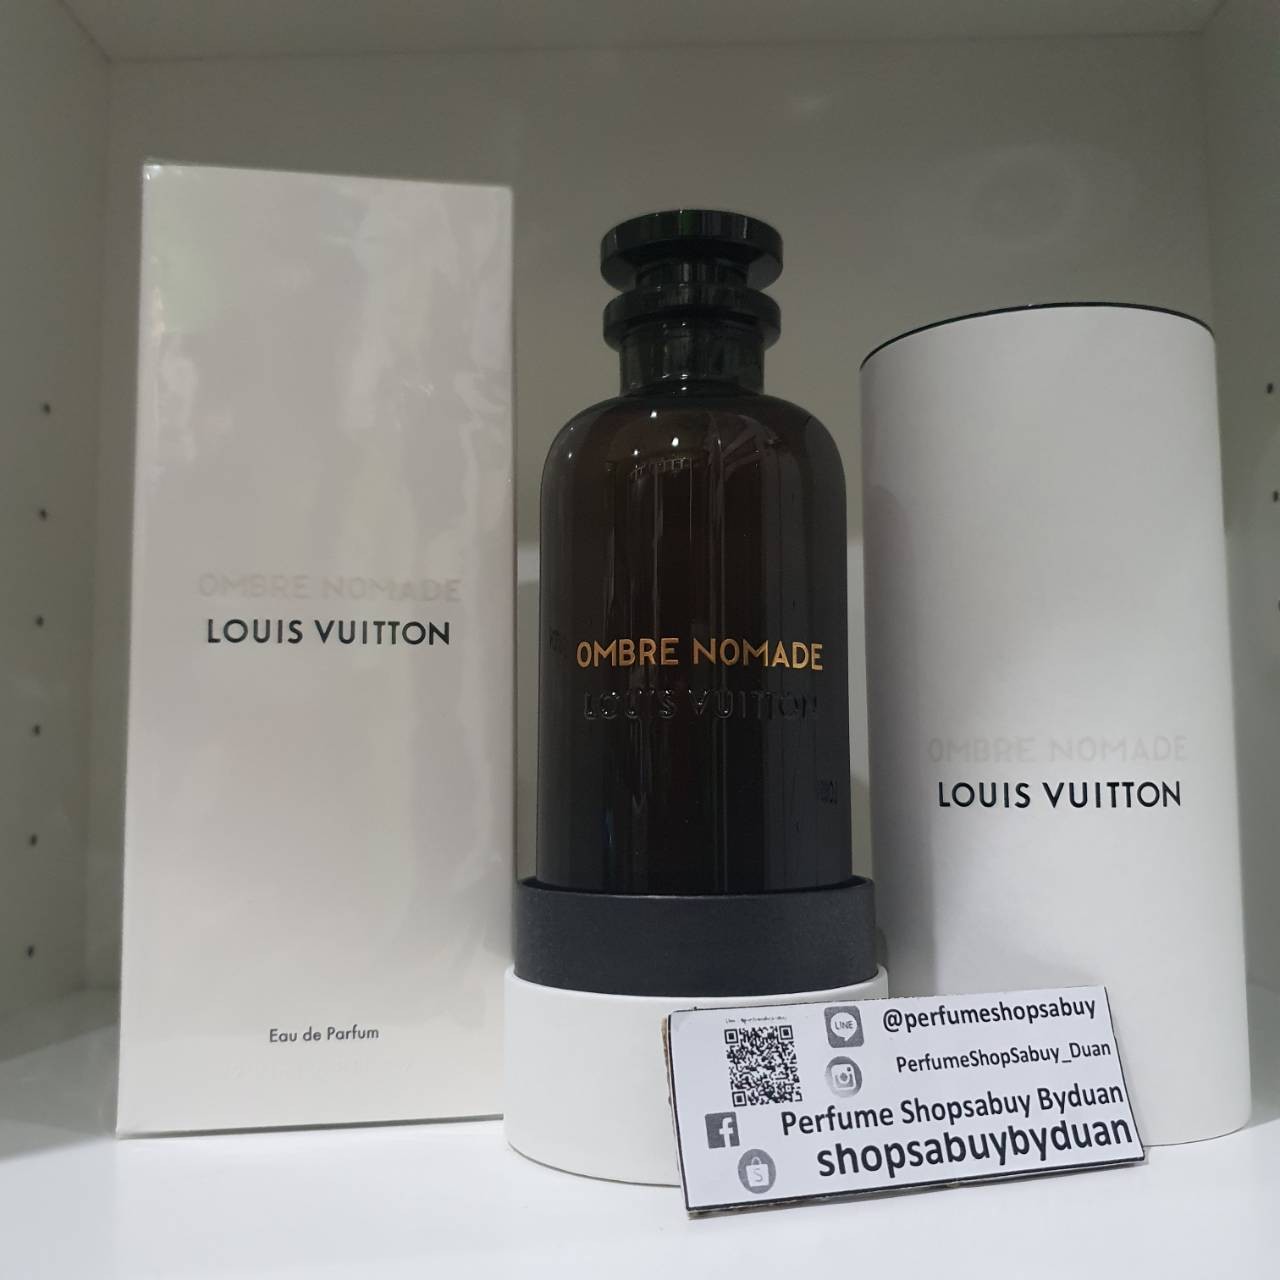 OMBRE NOMADE
LOUIS VUITTON
Eau de Parfum
OMBRE NOMADE
LOUIS VUITTON
OMBRE NOMADE
LOUIS VUITTON
LINE
@perfumeshopsabuy
PerfumeShopSabuy_Duan
Perfume Shopsabuy Byduan
shopsabuybyduan